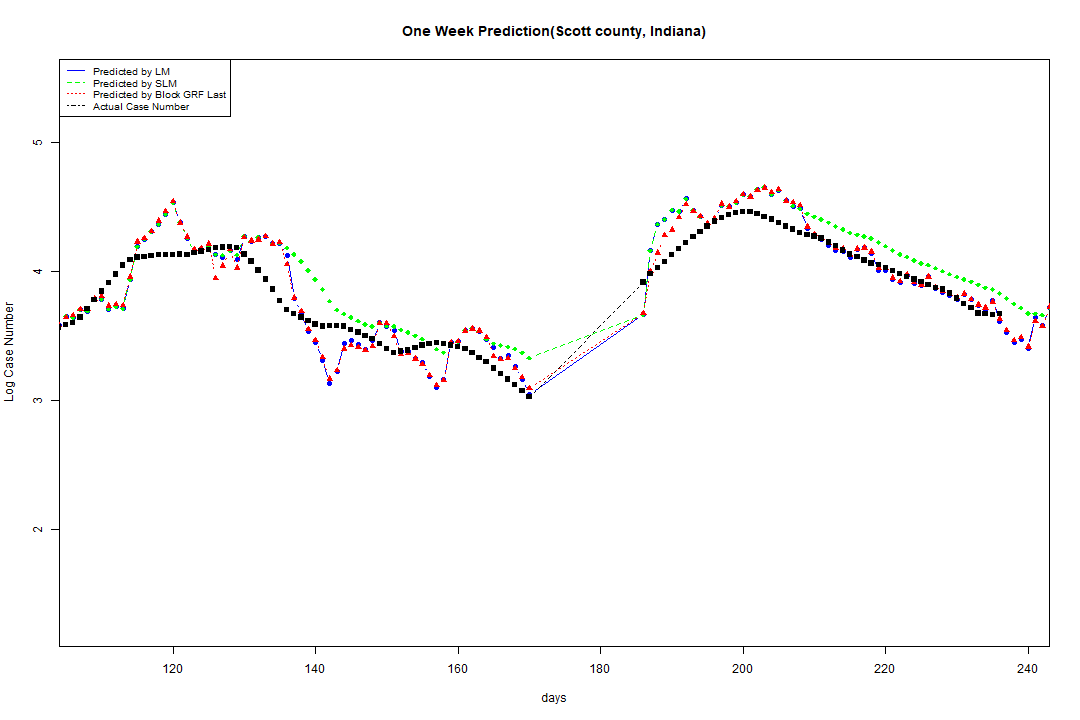 One Week Prediction(Scott county, Indiana)
Predicted by LM
Predicted by SLM
Predicted by Block GRF Last
Actual Case Number
5
4
3
2
Log Case Number
120 140 160 180 200 220 240
days